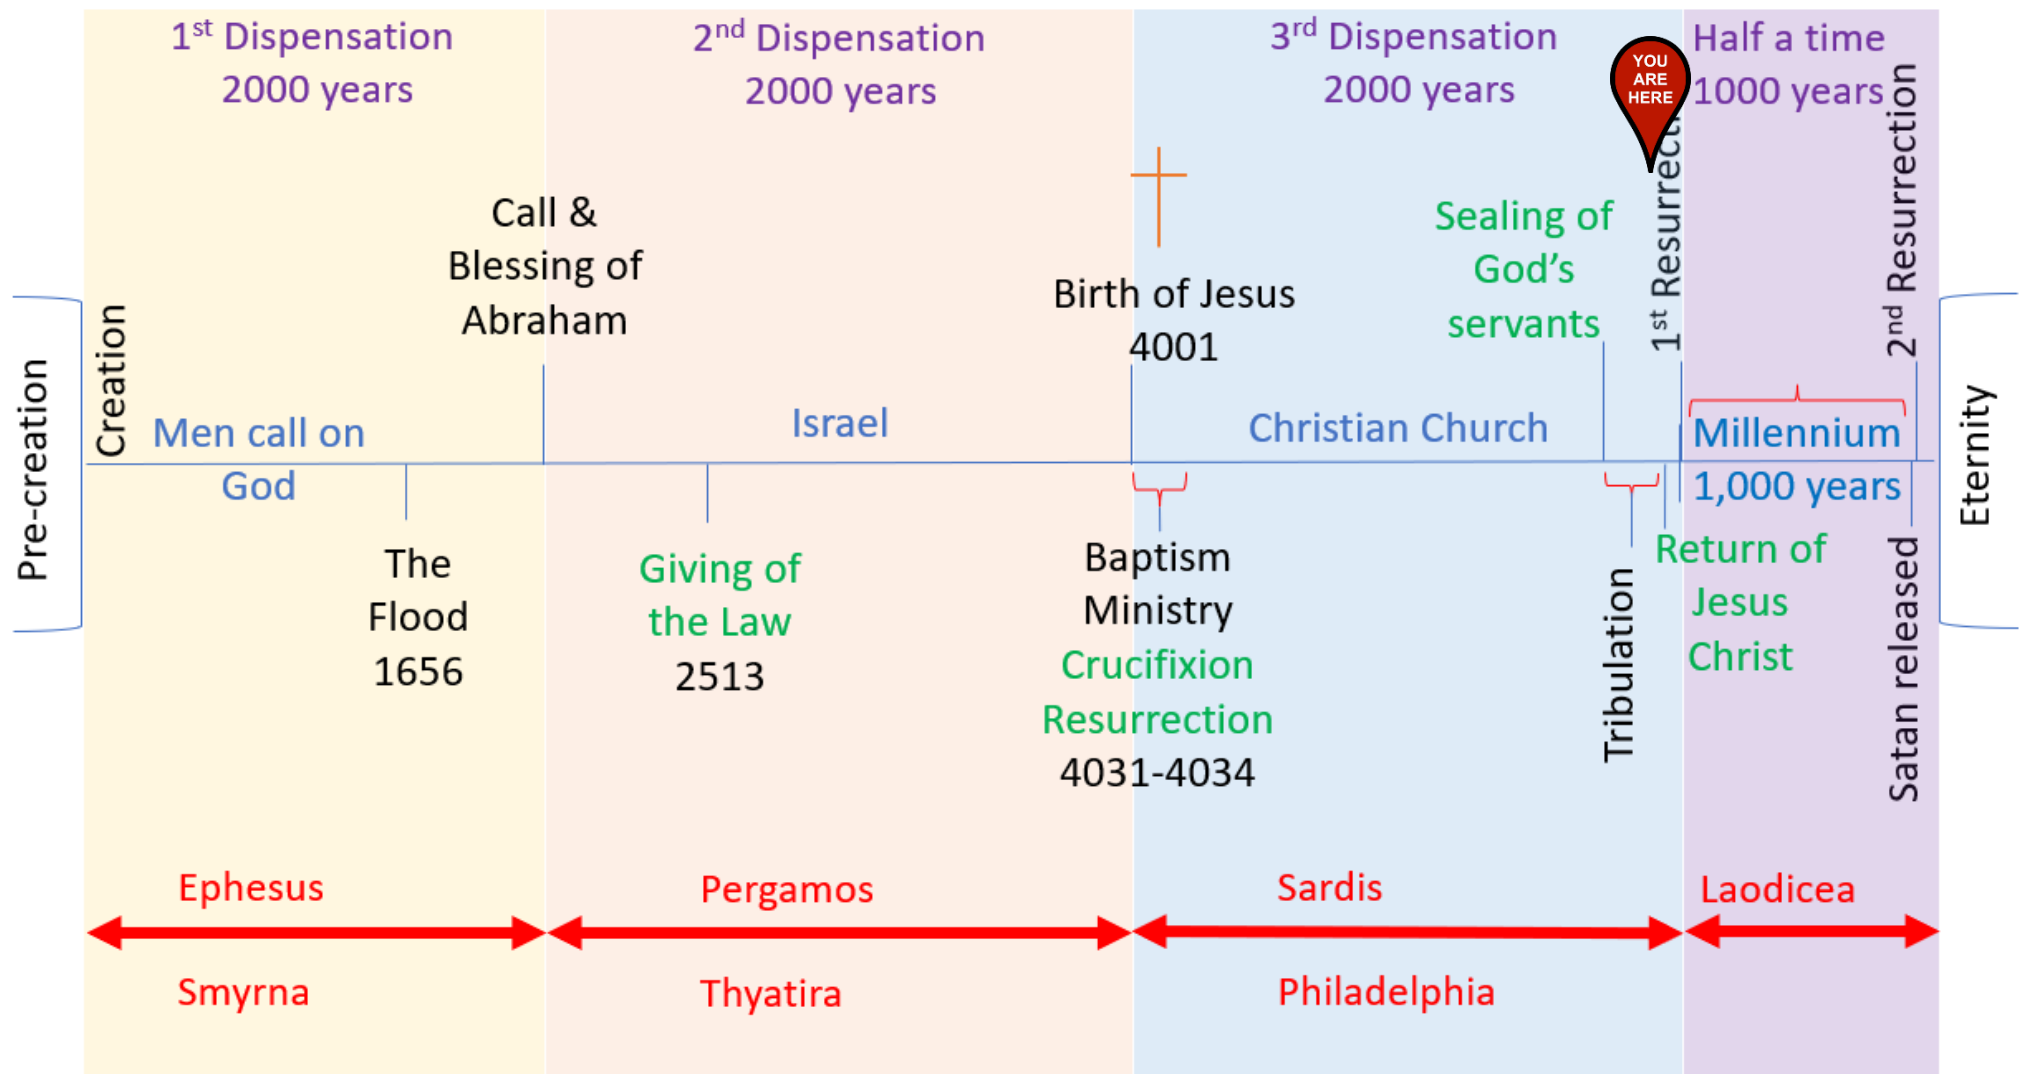 1st Dispensation
2000 years
2nd Dispensation
2000 years
3rd Dispensation
2000 years
YOU
ARE
HERE
Half a time
1000 years
Call &
Blessing of
Abraham
Birth of Jesus
4001
Sealing of
God’s
servants
1st Resurrecti
2nd Resurrection
Pre-creation
Creation
Men call on
God
Israel
Christian Church
Millennium
1,000 years
Eternity
The
Flood
1656
Giving of
the Law
2513
Baptism
Ministry
Crucifixion
Resurrection
4031-4034
Tribulation
Return of
Jesus
Christ
Satan released
Ephesus
Pergamos
Sardis
Laodicea
Smyrna
Thyatira
Philadelphia